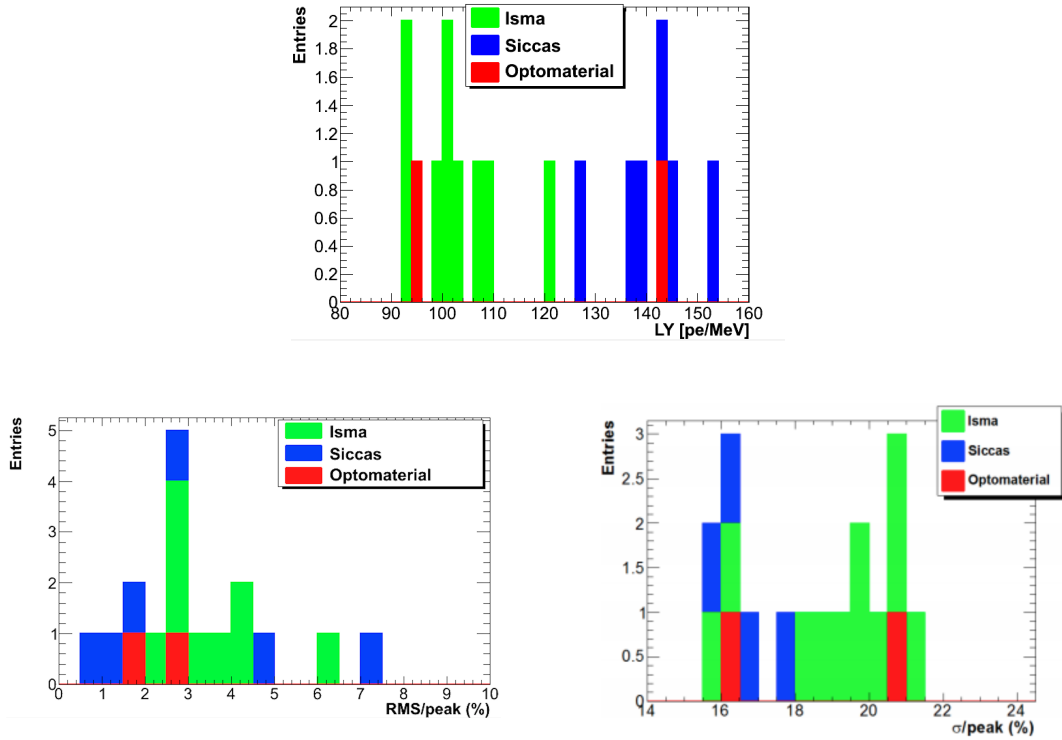 Entries
2
1.8
1.6
1.4
1.2
1
0.8
0.6
0.4
0.2
0
80 90 100 110 120 130 140 150 160
LY [pe/MeV]
Isma
Siccas
Optomaterial
Entries
5
4
3
2
1
0
0 1 2 3 4 5 6 7 8 9 10
RMS/peak (%)
Isma
Siccas
Optomaterial
Entries
3
2.5
2
1.5
1
0.5
0
14 16 18 20 22 24
σ/peak (%)
Isma
Siccas
Optomaterial